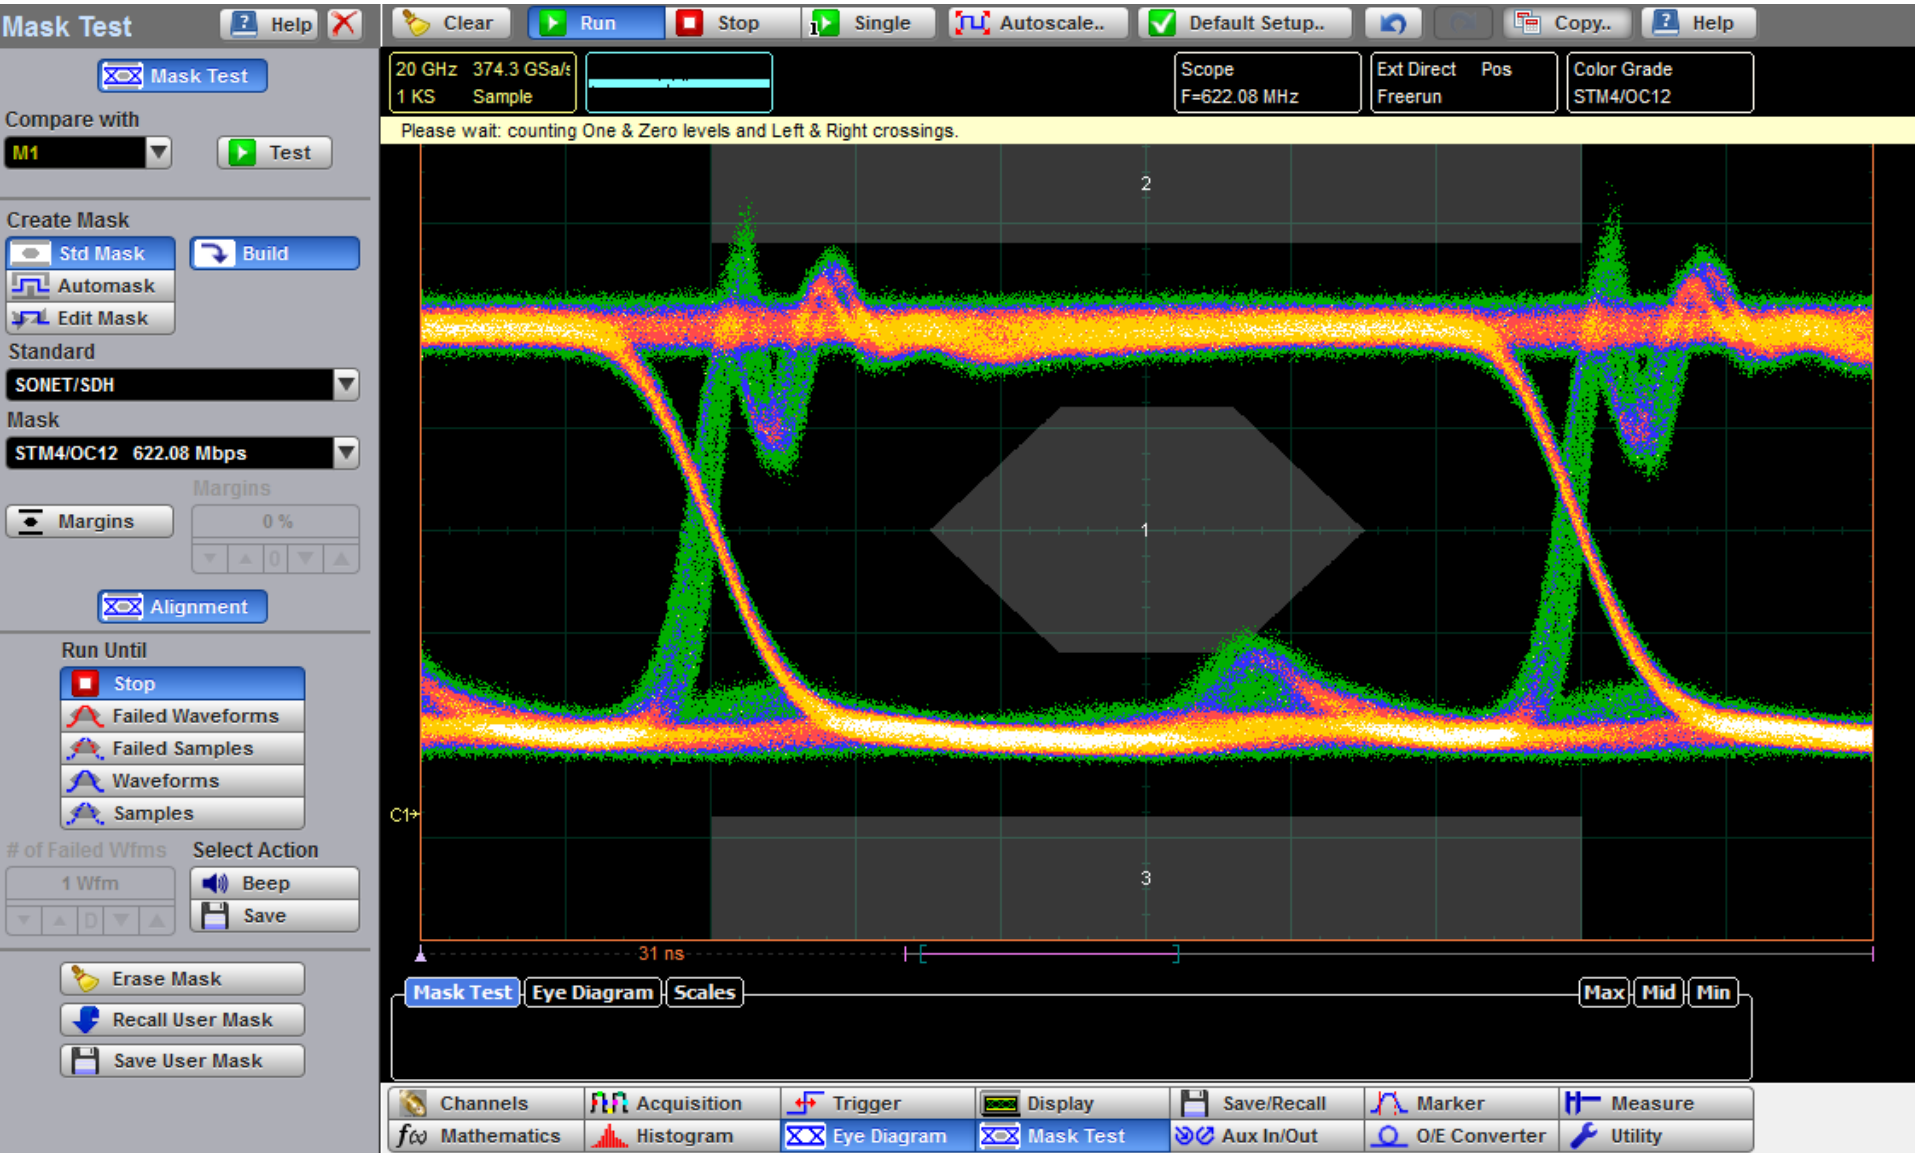 Mask Test
Help
Clear
Run
Stop
Single
Autoscale..
Default Setup..
Copy..
Help
Mask Test
Compare with
M1
Test
Create Mask
Std Mask
Build
Automask
Edit Mask
Standard
SONET/SDH
Mask
STM4/OC12 622.08 Mbps
Margins
Margins
0 %
0
Alignment
Run Until
Stop
Failed Waveforms
Failed Samples
Waveforms
Samples
# of Failed Wfms
Select Action
1 Wfm
Beep
D
Save
Erase Mask
Recall User Mask
Save User Mask
20 GHz 374.3 GSa/s
1 KS Sample
Scope
F=622.08 MHz
Ext Direct Pos
Freerun
Color Grade
STM4/OC12
Please wait: counting One & Zero levels and Left & Right crossings.
2
1
C1
3
31 ns
Mask Test
Eye Diagram
Scales
Max
Mid
Min
Channels
Acquisition
Trigger
Display
Save/Recall
Marker
Measure
f(x) Mathematics
Histogram
Eye Diagram
Mask Test
Aux In/Out
O/E Converter
Utility